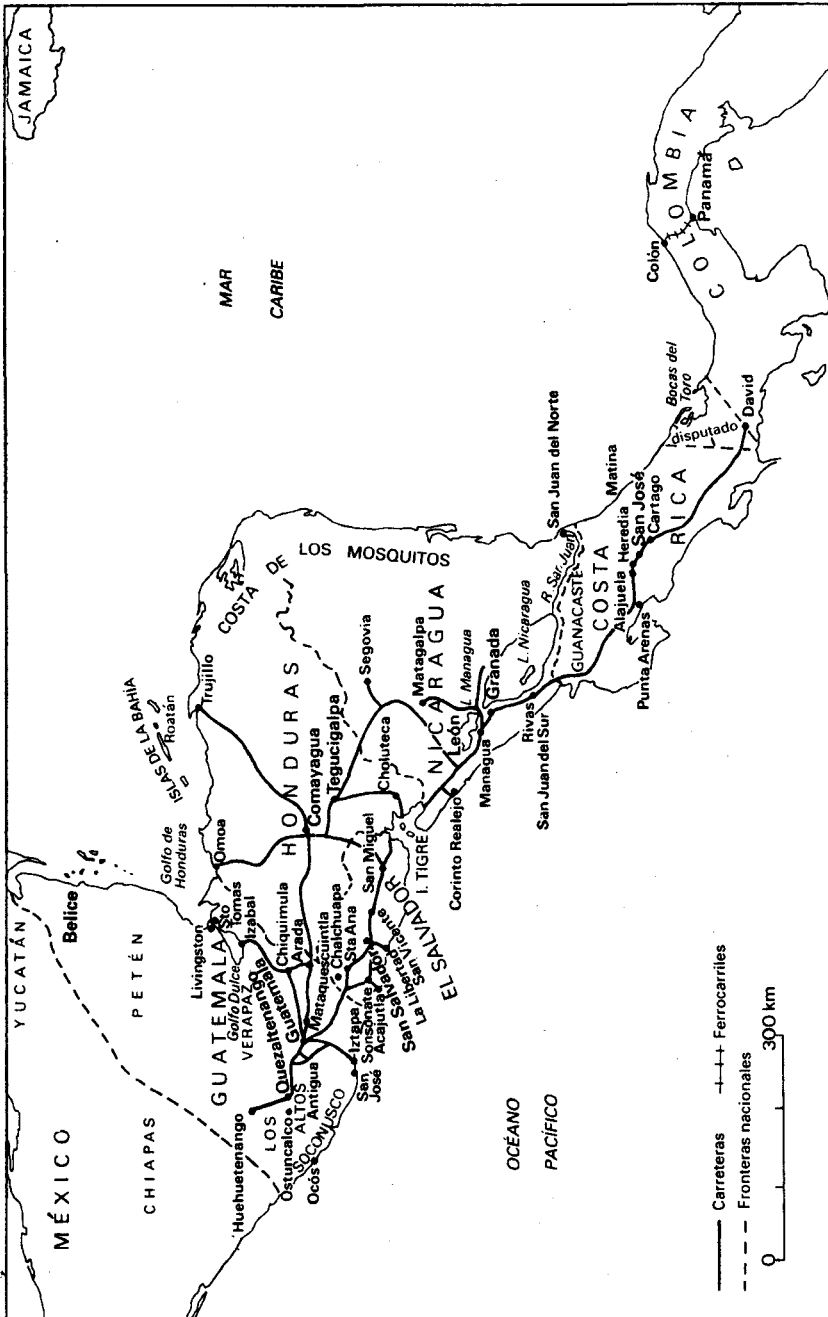 JAMAICA
YUCATÁN
MÉXICO
CHIAPAS
PETÉN
Belice
MAR
CARIBE
ISLAS DE LA BAHÍA
Roatán
Golfo de
Honduras
Trujillo
Omoa
Livingston
Sto
Tomas
Izabal
Golfo Dulce
VERAPAZ
GUATEMALA
Huehuetenango
Quezaltenango
Guatemala
Chiquimula
Arada
Mataquescuintla
Chalchuapa
Sta Ana
LOS
ALTOS
Ostuncalco
Antigua
SOCONUSCO
Ocós
San
José
Iztapa
Sonsonate
Acajutla
San Salvador
La Libertad
San Vicente
EL SALVADOR
San Miguel
I. TIGRE
HONDURAS
Comayagua
Tegucigalpa
Choluteca
COSTA DE
LOS MOSQUITOS
Segovia
NICARAGUA
Matagalpa
León
L. Managua
Granada
Corinto Realejo
Managua
L. Nicaragua
Rivas
San Juan del Sur
R. San Juan
San Juan del Norte
GUANACASTE
COSTA
RICA
Matina
Alajuela
Heredia
San José
Cartago
Punta Arenas
Bocas del
Toro
disputado
David
COLOMBIA
Colón
Panamá
OCÉANO
PACÍFICO
Carreteras
Ferrocarriles
Fronteras nacionales
0 300 km